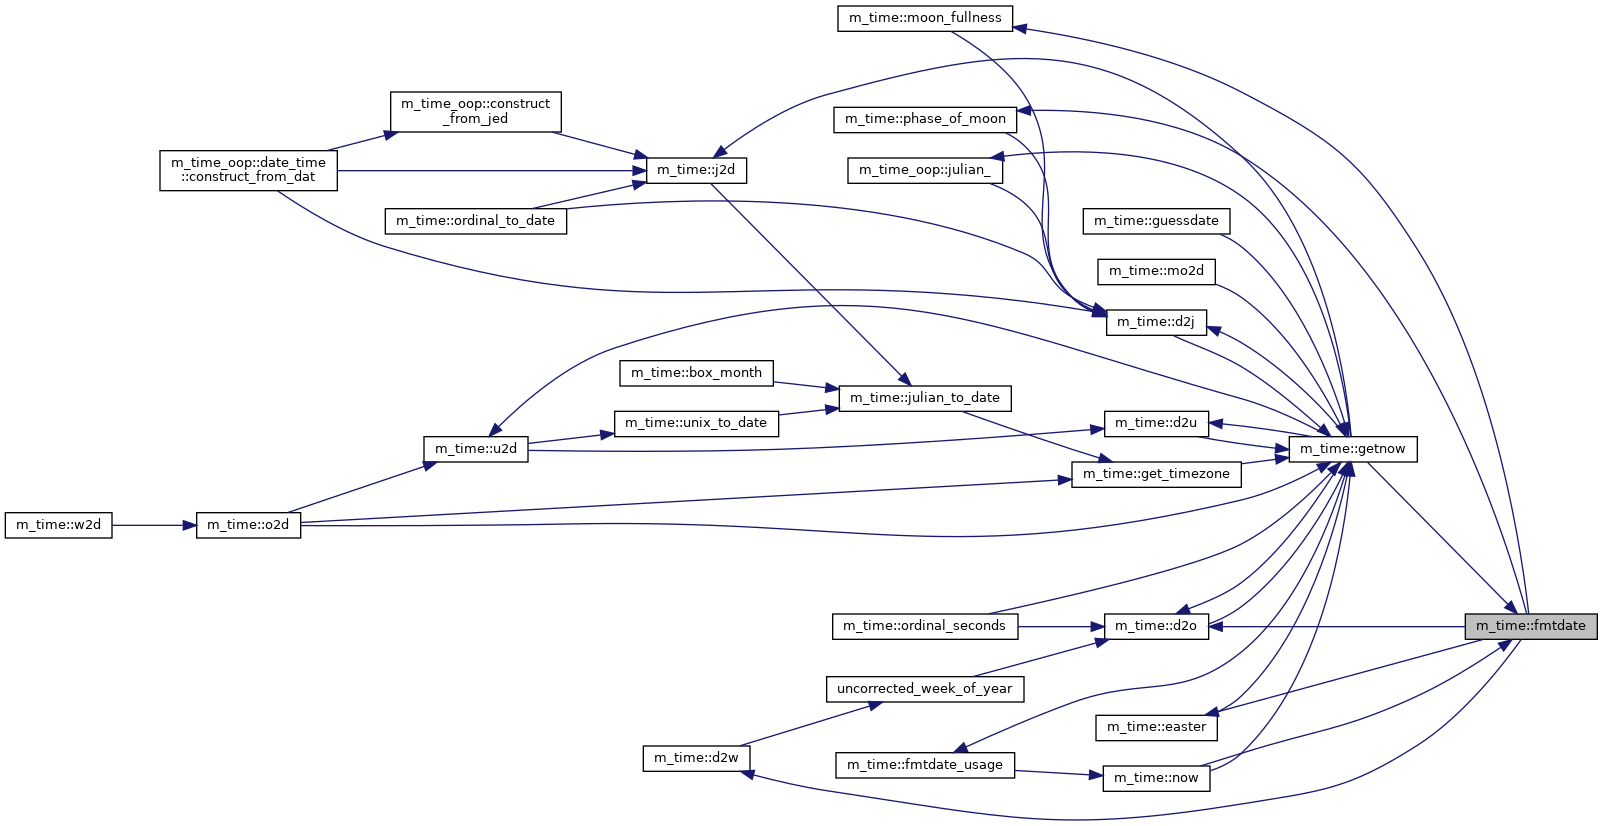 m_time::moon_fullness
m_time_oop::construct
_from_jed
m_time::phase_of_moon
m_time_oop::date_time
::construct_from_dat
m_time::j2d
m_time_oop::julian_
m_time::ordinal_to_date
m_time::guessdate
m_time::mo2d
m_time::d2j
m_time::box_month
m_time::julian_to_date
m_time::unix_to_date
m_time::d2u
m_time::u2d
m_time::getnow
m_time::get_timezone
m_time::w2d
m_time::o2d
m_time::ordinal_seconds
m_time::d2o
m_time::fmtdate
uncorrected_week_of_year
m_time::easter
m_time::d2w
m_time::fmtdate_usage
m_time::now